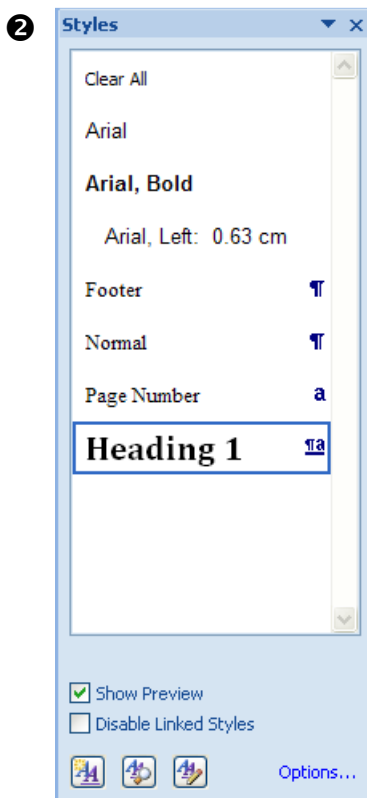 ❷
Styles
Clear All
Arial
Arial, Bold
Arial, Left: 0.63 cm
Footer ¶
Normal ¶
Page Number a
Heading 1 ¶a
Show Preview
Disable Linked Styles
Options...